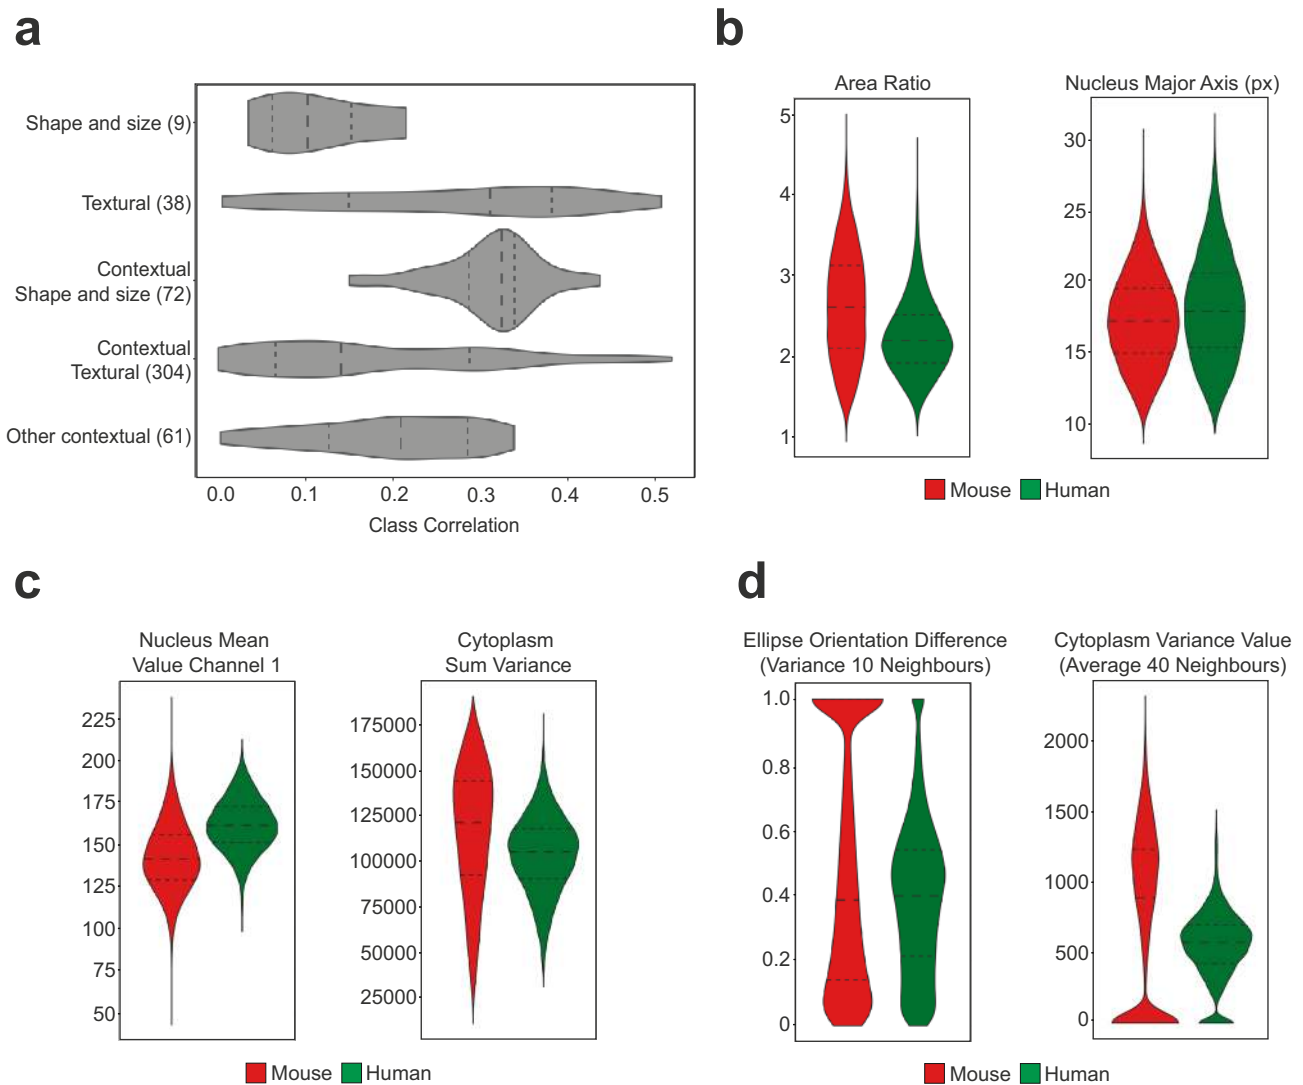 a
Shape and size (9)
Textural (38)
Contextual
Shape and size (72)
Contextual
Textural (304)
Other contextual (61)
0.0 0.1 0.2 0.3 0.4 0.5
Class Correlation
b
Area Ratio
5
4
3
2
1
Nucleus Major Axis (px)
30
25
20
15
10
Mouse Human
c
Nucleus Mean
Value Channel 1
225
200
175
150
125
100
75
50
Cytoplasm
Sum Variance
175000
150000
125000
100000
75000
50000
25000
Mouse Human
d
Ellipse Orientation Difference
(Variance 10 Neighbours)
1.0
0.8
0.6
0.4
0.2
0
Cytoplasm Variance Value
(Average 40 Neighbours)
2000
1500
1000
500
0
Mouse Human